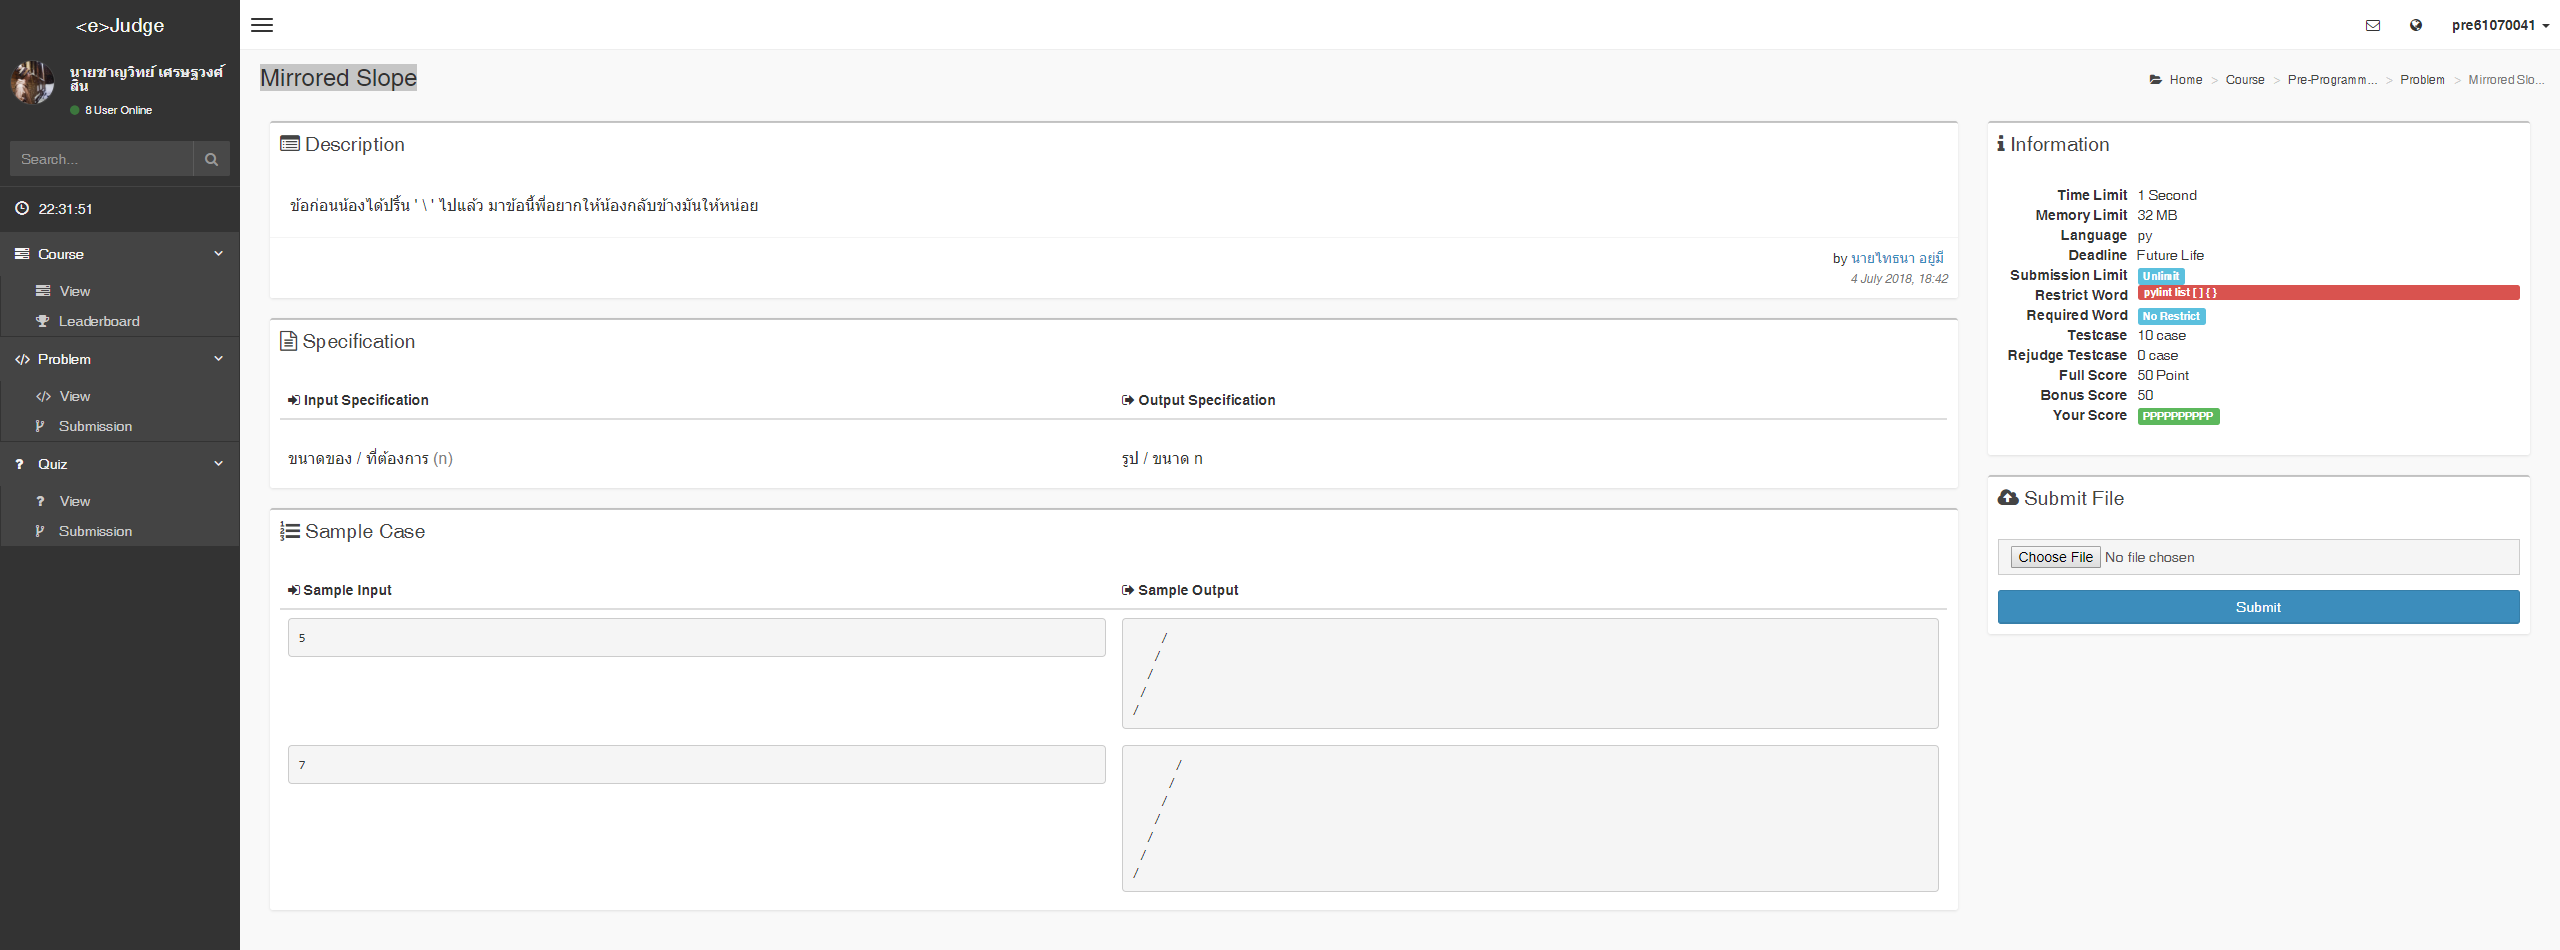 <e>Judge
นายชาญวิทย์ เศรษฐวงศ์
สิน
8 User Online
Search...
22:31:51
Course
View
Leaderboard
Problem
View
Submission
Quiz
View
Submission
pre61070041
Mirrored Slope
Home > Course > Pre-Programm... > Problem > Mirrored Slo...
Description
ข้อก่อนน้องได้ปริ้น ' \ ' ไปแล้ว มาข้อนี้พี่อยากให้น้องกลับข้างมันให้หน่อย
by นายไทธนา อยู่มี
4 July 2018, 18:42
Specification
Input Specification Output Specification
ขนาดของ / ที่ต้องการ (n) รูป / ขนาด n
Sample Case
Sample Input Sample Output
5
    /
   /
  /
 /
/
7
      /
     /
    /
   /
  /
 /
/
Information
Time Limit 1 Second
Memory Limit 32 MB
Language py
Deadline Future Life
Submission Limit Unlimit
Restrict Word pylint list [ ] { }
Required Word No Restrict
Testcase 10 case
Rejudge Testcase 0 case
Full Score 50 Point
Bonus Score 50
Your Score PPPPPPPPPP
Submit File
Choose File No file chosen
Submit